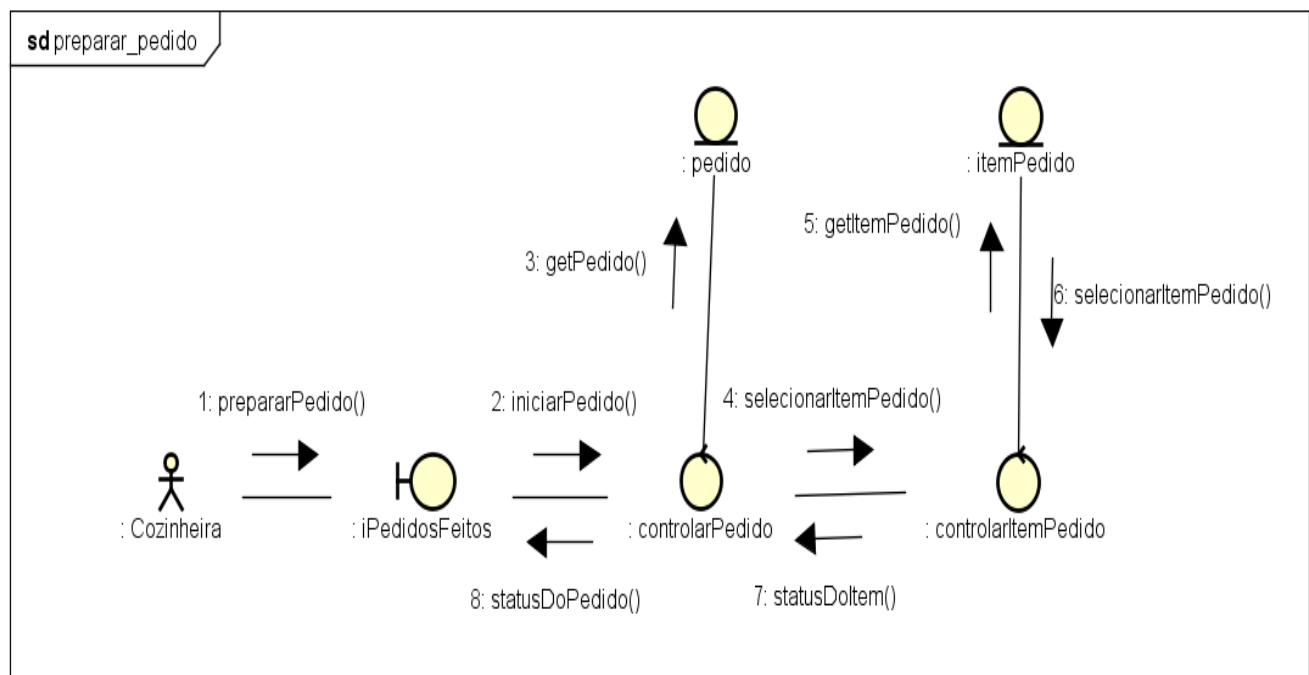 sd preparar_pedido
: pedido
: itemPedido
5: getItemPedido()
3: getPedido()
6: selecionarItemPedido()
1: prepararPedido()
2: iniciarPedido()
4: selecionarItemPedido()
: Cozinheira
: iPedidosFeitos
: controlarPedido
: controlarItemPedido
8: statusDoPedido()
7: statusDoItem()